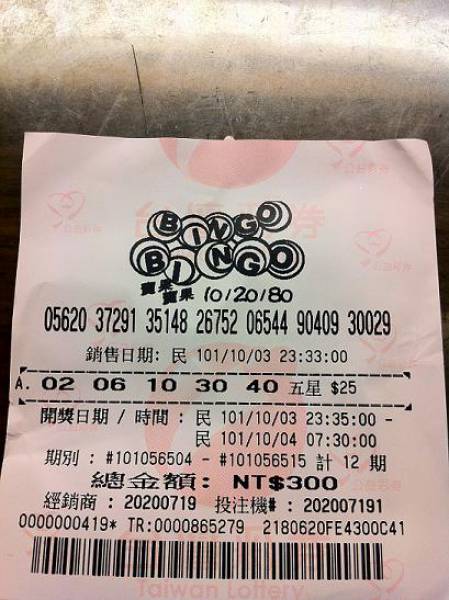 BINGO
BINGO
賓果
賓果 10/20/80
05620 37291 35148 26752 06544 90409 30029
銷售日期: 民 101/10/03 23:33:00
A. 02 06 10 30 40 五星 $25
開獎日期 / 時間 : 民 101/10/03 23:35:00 -
民 101/10/04 07:30:00
期別 : #101056504 - #101056515 計 12 期
總金額: NT$300
經銷商 : 20200719 投注機# : 202007191
0000000419* TR:0000865279 2180620FE4300C41
Taiwan Lottery